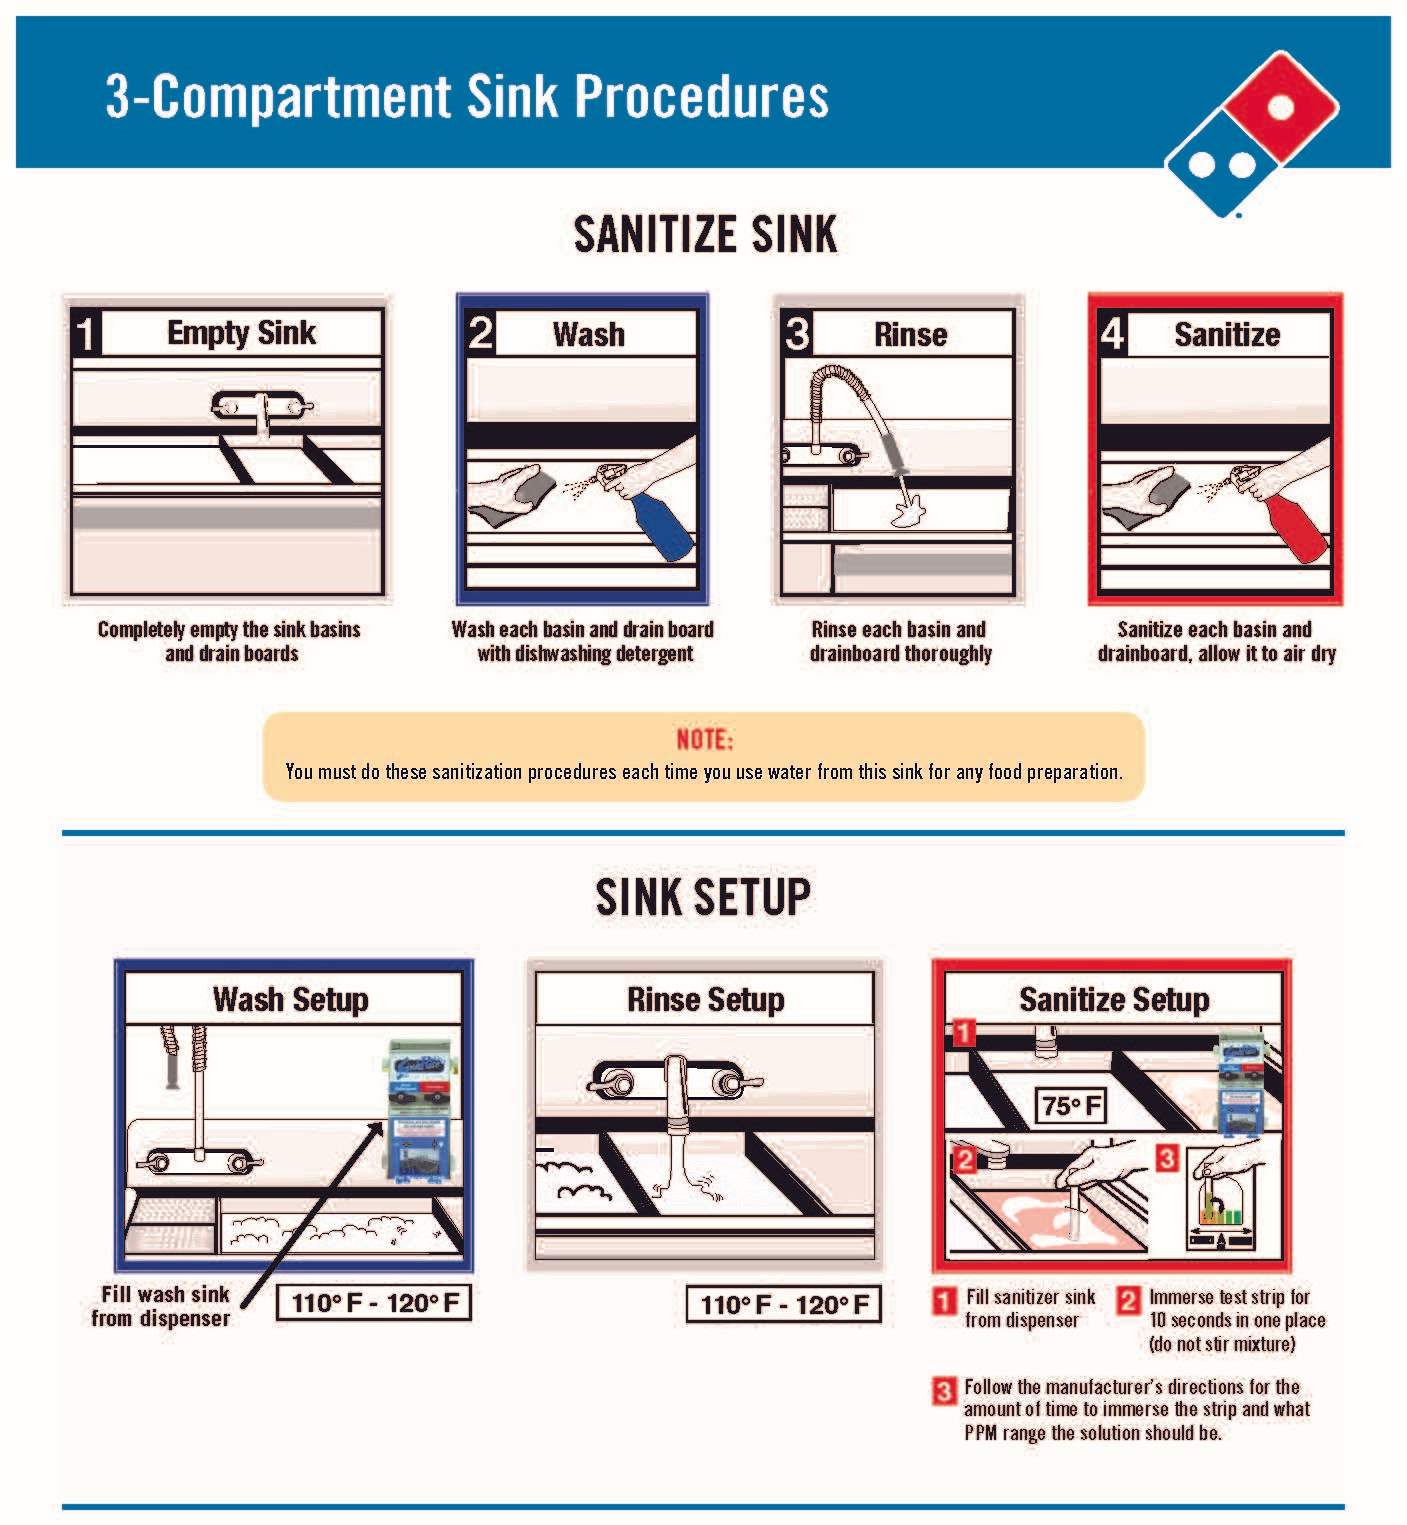 3-Compartment Sink Procedures
SANITIZE SINK
1 Empty Sink
2 Wash
3 Rinse
4 Sanitize
Completely empty the sink basins
and drain boards
Wash each basin and drain board
with dishwashing detergent
Rinse each basin and
drainboard thoroughly
Sanitize each basin and
drainboard, allow it to air dry
NOTE:
You must do these sanitization procedures each time you use water from this sink for any food preparation.
SINK SETUP
Wash Setup
Fill wash sink
from dispenser
110° F - 120° F
Rinse Setup
110° F - 120° F
Sanitize Setup
1
75° F
2
3
1 Fill sanitizer sink
from dispenser
2 Immerse test strip for
10 seconds in one place
(do not stir mixture)
3 Follow the manufacturer's directions for the
amount of time to immerse the strip and what
PPM range the solution should be.